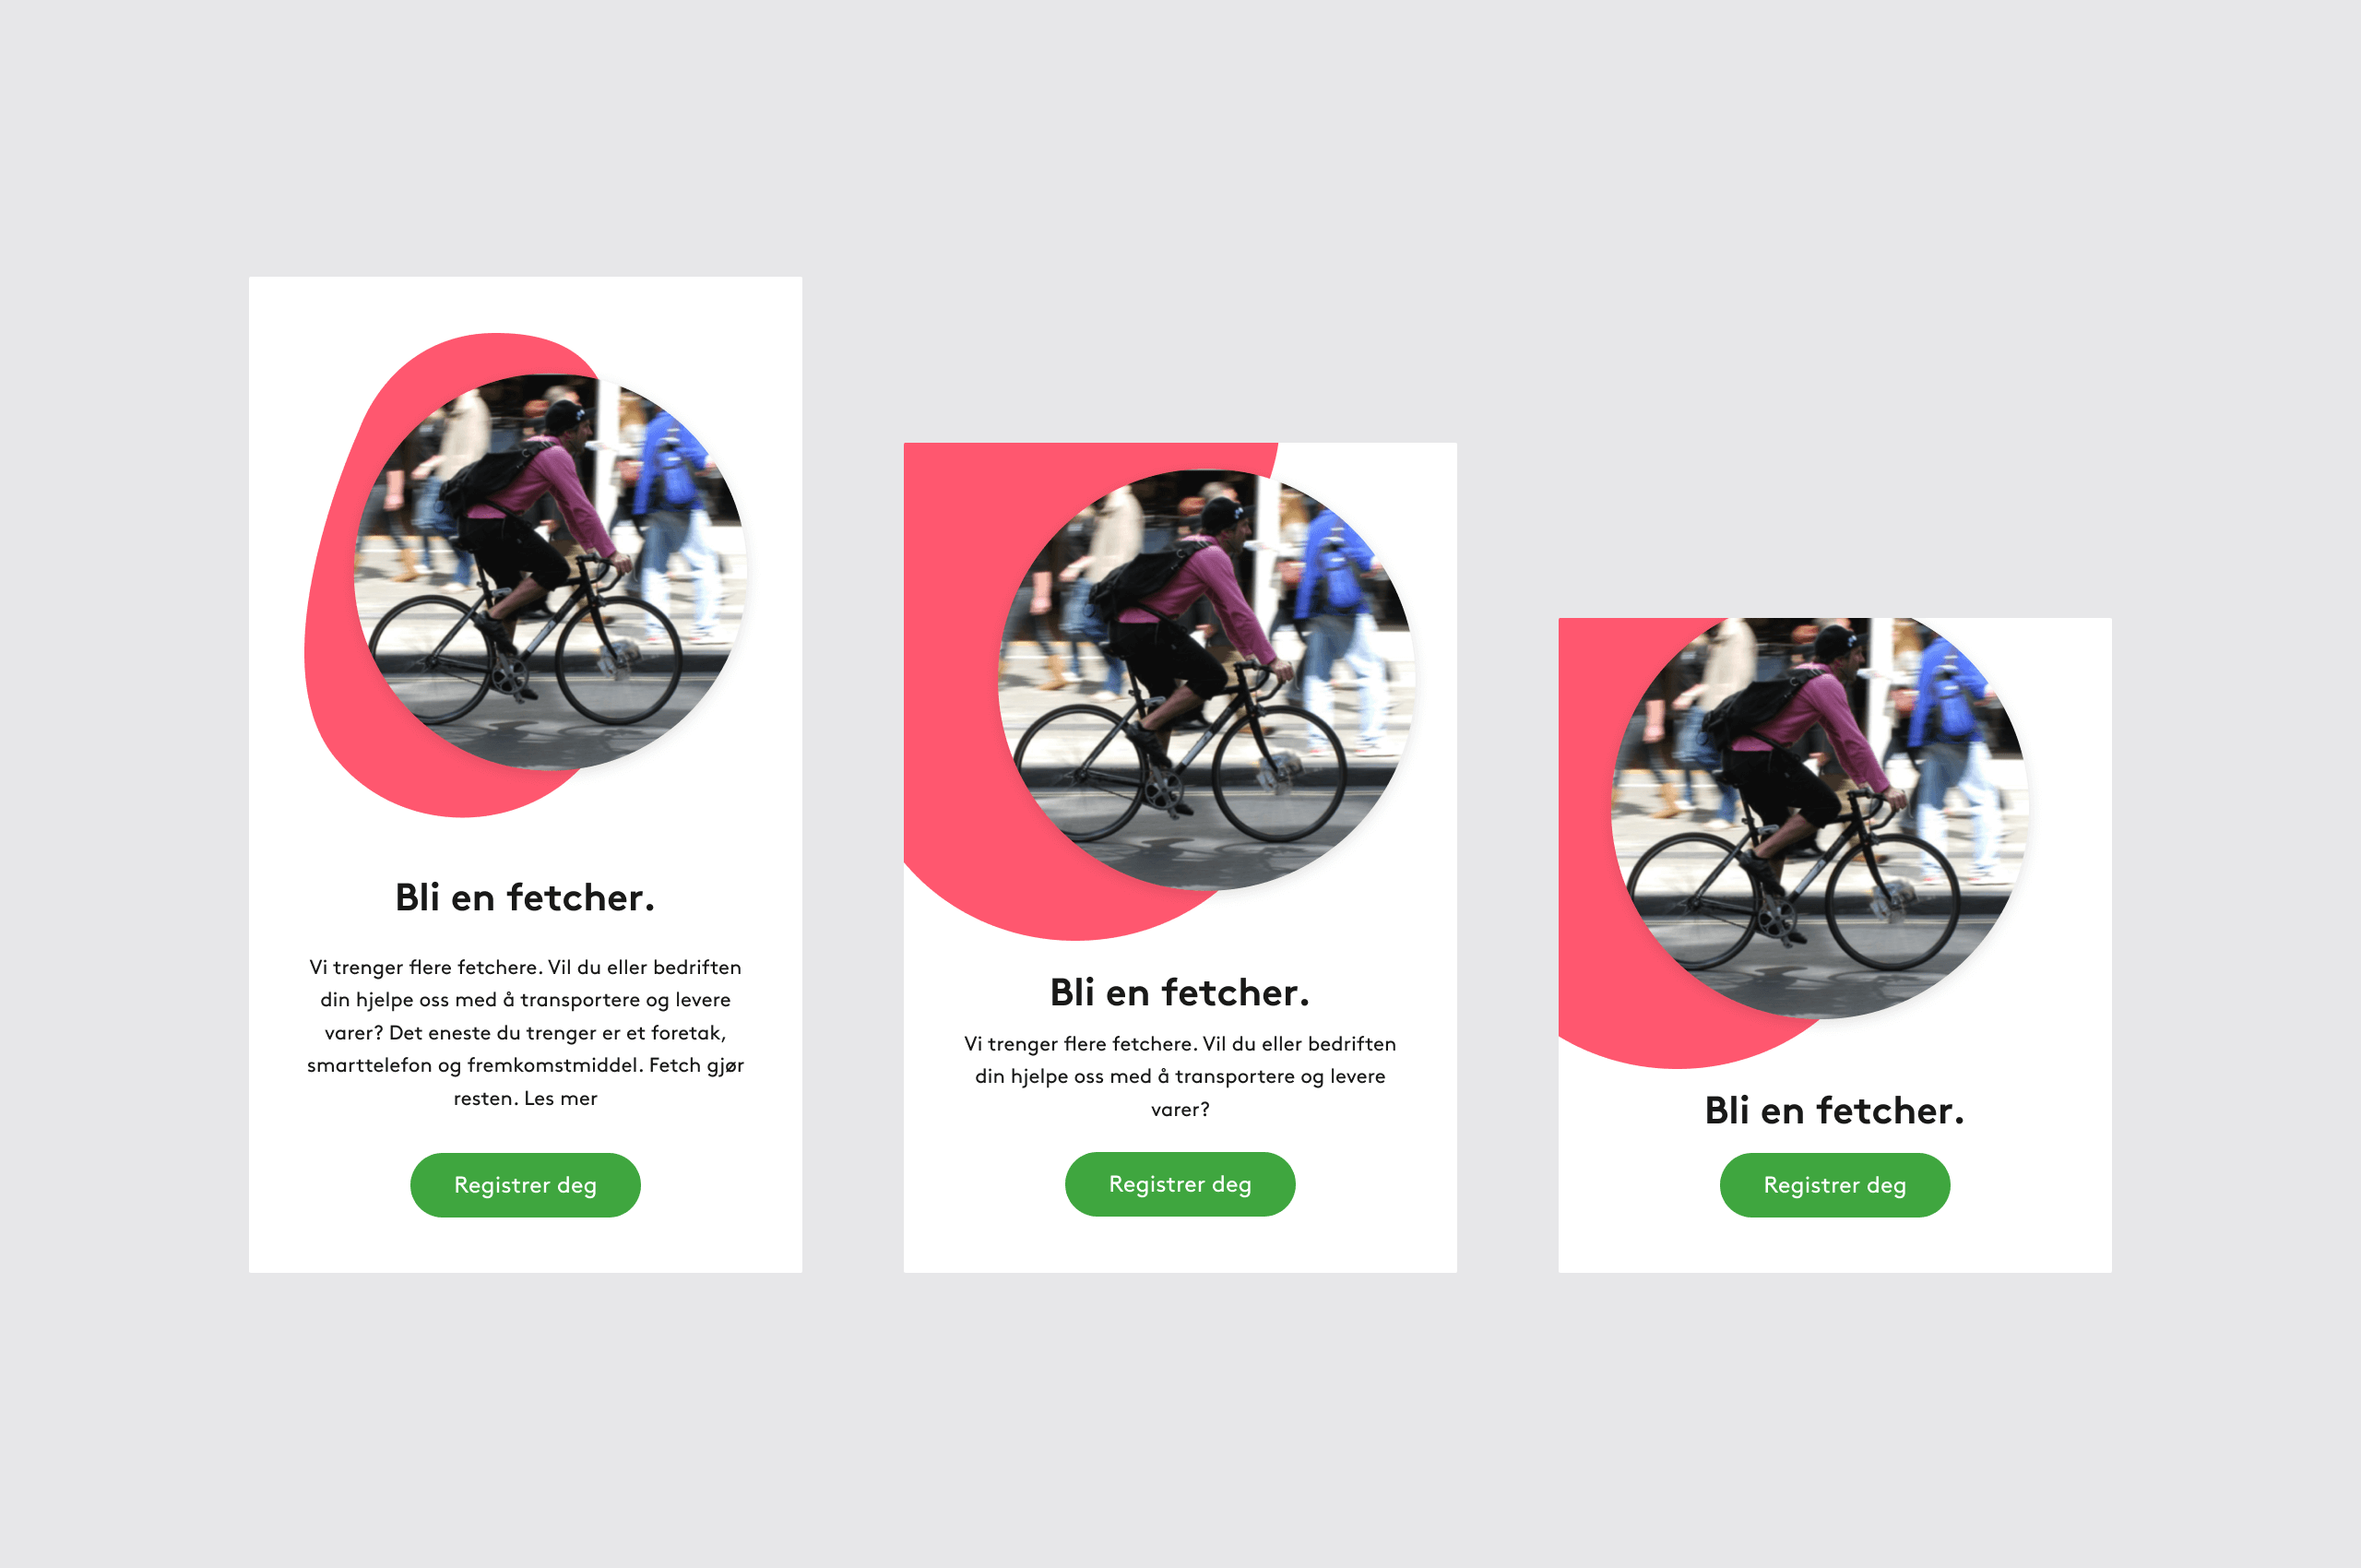 Bli en fetcher.
Vi trenger flere fetchere. Vil du eller bedriften
din hjelpe oss med å transportere og levere
varer? Det eneste du trenger er et foretak,
smarttelefon og fremkomstmiddel. Fetch gjør
resten. Les mer
Registrer deg
Bli en fetcher.
Vi trenger flere fetchere. Vil du eller bedriften
din hjelpe oss med å transportere og levere
varer?
Registrer deg
Bli en fetcher.
Registrer deg